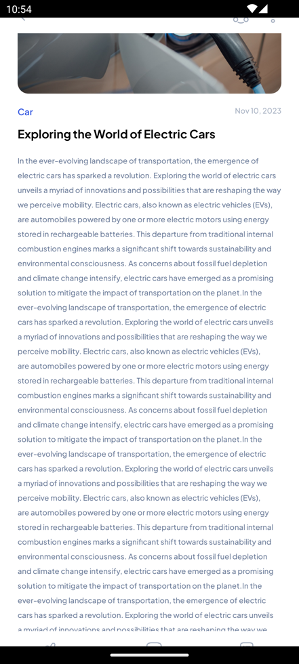 10:54
Car
Nov 10, 2023
Exploring the World of Electric Cars
In the ever-evolving landscape of transportation, the emergence of
electric cars has sparked a revolution. Exploring the world of electric cars
unveils a myriad of innovations and possibilities that are reshaping the way
we perceive mobility. Electric cars, also known as electric vehicles (EVs),
are automobiles powered by one or more electric motors using energy
stored in rechargeable batteries. This departure from traditional internal
combustion engines marks a significant shift towards sustainability and
environmental consciousness. As concerns about fossil fuel depletion
and climate change intensify, electric cars have emerged as a promising
solution to mitigate the impact of transportation on the planet.In the
ever-evolving landscape of transportation, the emergence of electric
cars has sparked a revolution. Exploring the world of electric cars unveils
a myriad of innovations and possibilities that are reshaping the way we
perceive mobility. Electric cars, also known as electric vehicles (EVs),
are automobiles powered by one or more electric motors using energy
stored in rechargeable batteries. This departure from traditional internal
combustion engines marks a significant shift towards sustainability and
environmental consciousness. As concerns about fossil fuel depletion
and climate change intensify, electric cars have emerged as a promising
solution to mitigate the impact of transportation on the planet.In the
ever-evolving landscape of transportation, the emergence of electric
cars has sparked a revolution. Exploring the world of electric cars unveils
a myriad of innovations and possibilities that are reshaping the way we
perceive mobility. Electric cars, also known as electric vehicles (EVs),
are automobiles powered by one or more electric motors using energy
stored in rechargeable batteries. This departure from traditional internal
combustion engines marks a significant shift towards sustainability and
environmental consciousness. As concerns about fossil fuel depletion
and climate change intensify, electric cars have emerged as a promising
solution to mitigate the impact of transportation on the planet.In the
ever-evolving landscape of transportation, the emergence of electric
cars has sparked a revolution. Exploring the world of electric cars unveils
a myriad of innovations and possibilities that are reshaping the way we